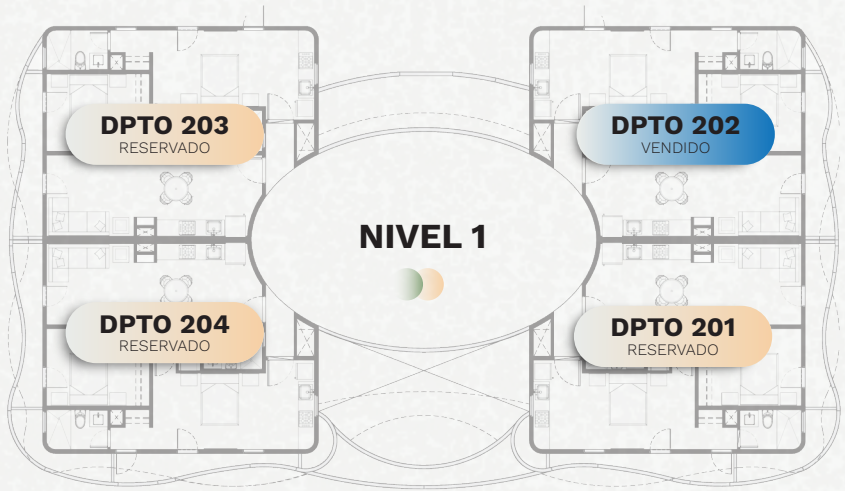 DPTO 203
RESERVADO
DPTO 202
VENDIDO
NIVEL 1
DPTO 204
RESERVADO
DPTO 201
RESERVADO